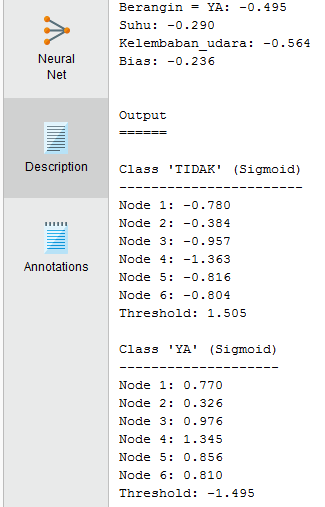 Neural
Net
Description
Annotations
Berangin = YA: -0.495
Suhu: -0.290
Kelembaban_udara: -0.564
Bias: -0.236
Output
======
Class 'TIDAK' (Sigmoid)
-----------------------
Node 1: -0.780
Node 2: -0.384
Node 3: -0.957
Node 4: -1.363
Node 5: -0.816
Node 6: -0.804
Threshold: 1.505
Class 'YA' (Sigmoid)
--------------------
Node 1: 0.770
Node 2: 0.326
Node 3: 0.976
Node 4: 1.345
Node 5: 0.856
Node 6: 0.810
Threshold: -1.495